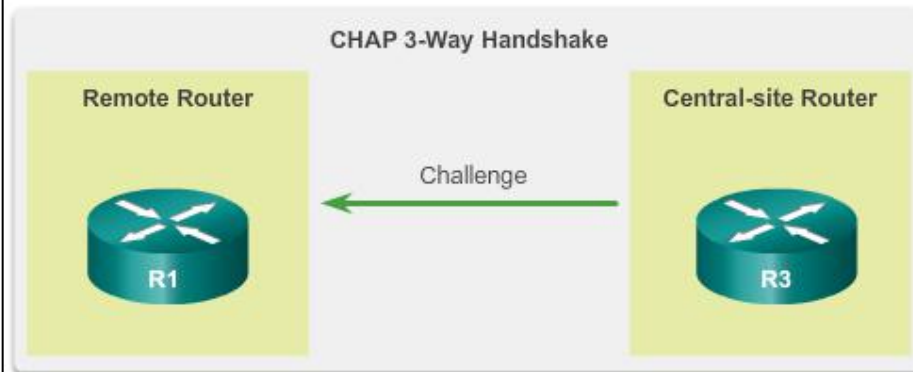 CHAP 3-Way Handshake
Remote Router
Central-site Router
Challenge
R1
R3